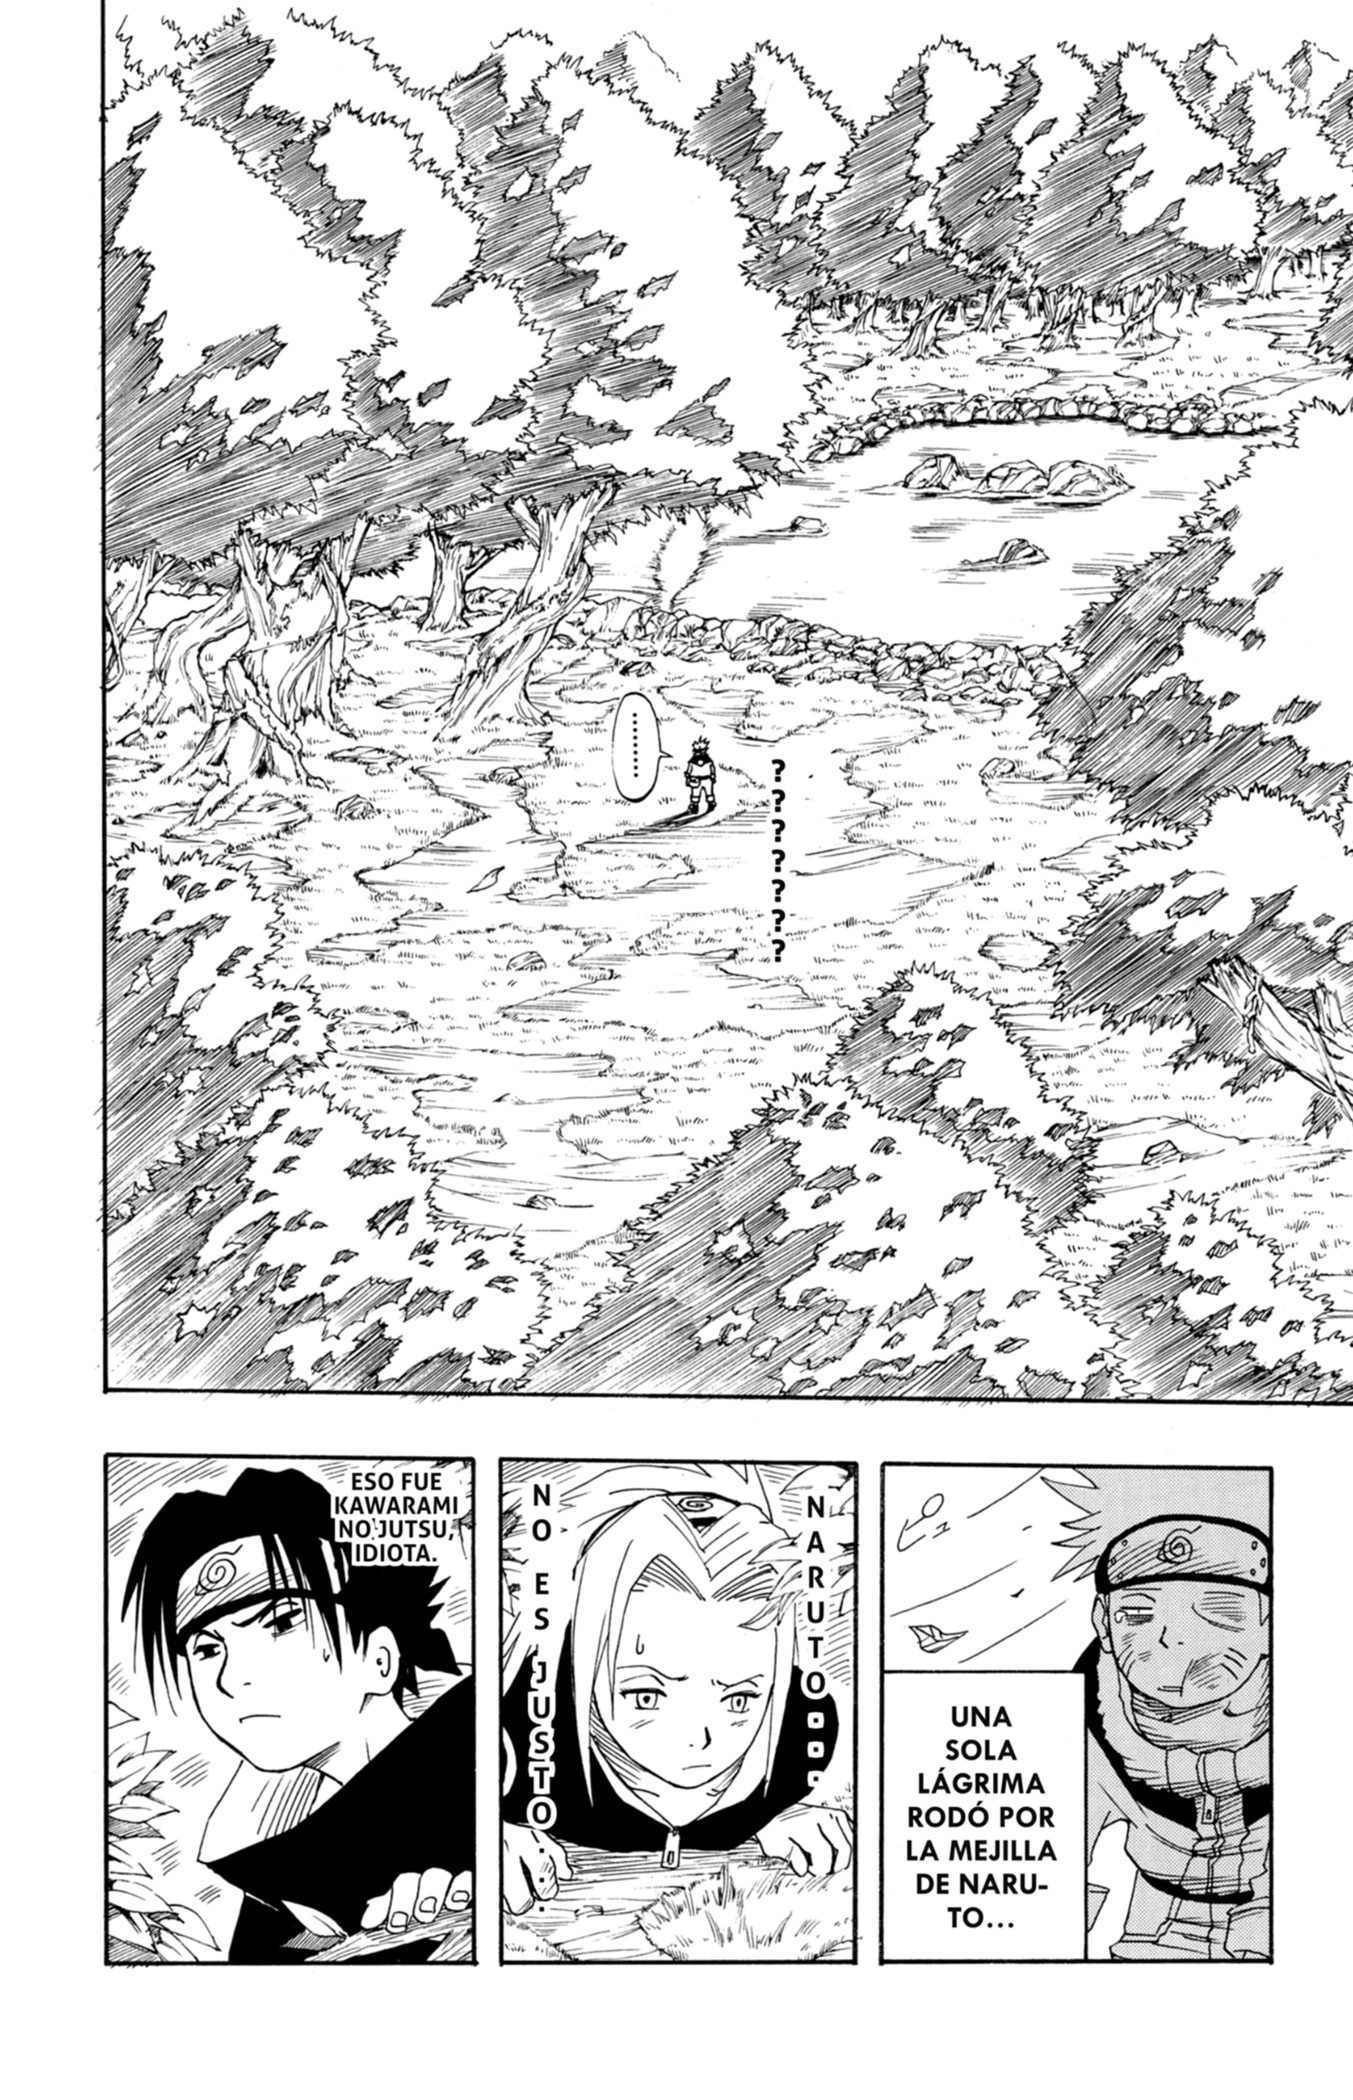 ........
???????
UNA
SOLA
LÁGRIMA
RODÓ POR
LA MEJILLA
DE NARU-
TO...
NARUTO...
NO ES JUSTO...
ESO FUE
KAWARAMI
NO JUTSU,
IDIOTA.